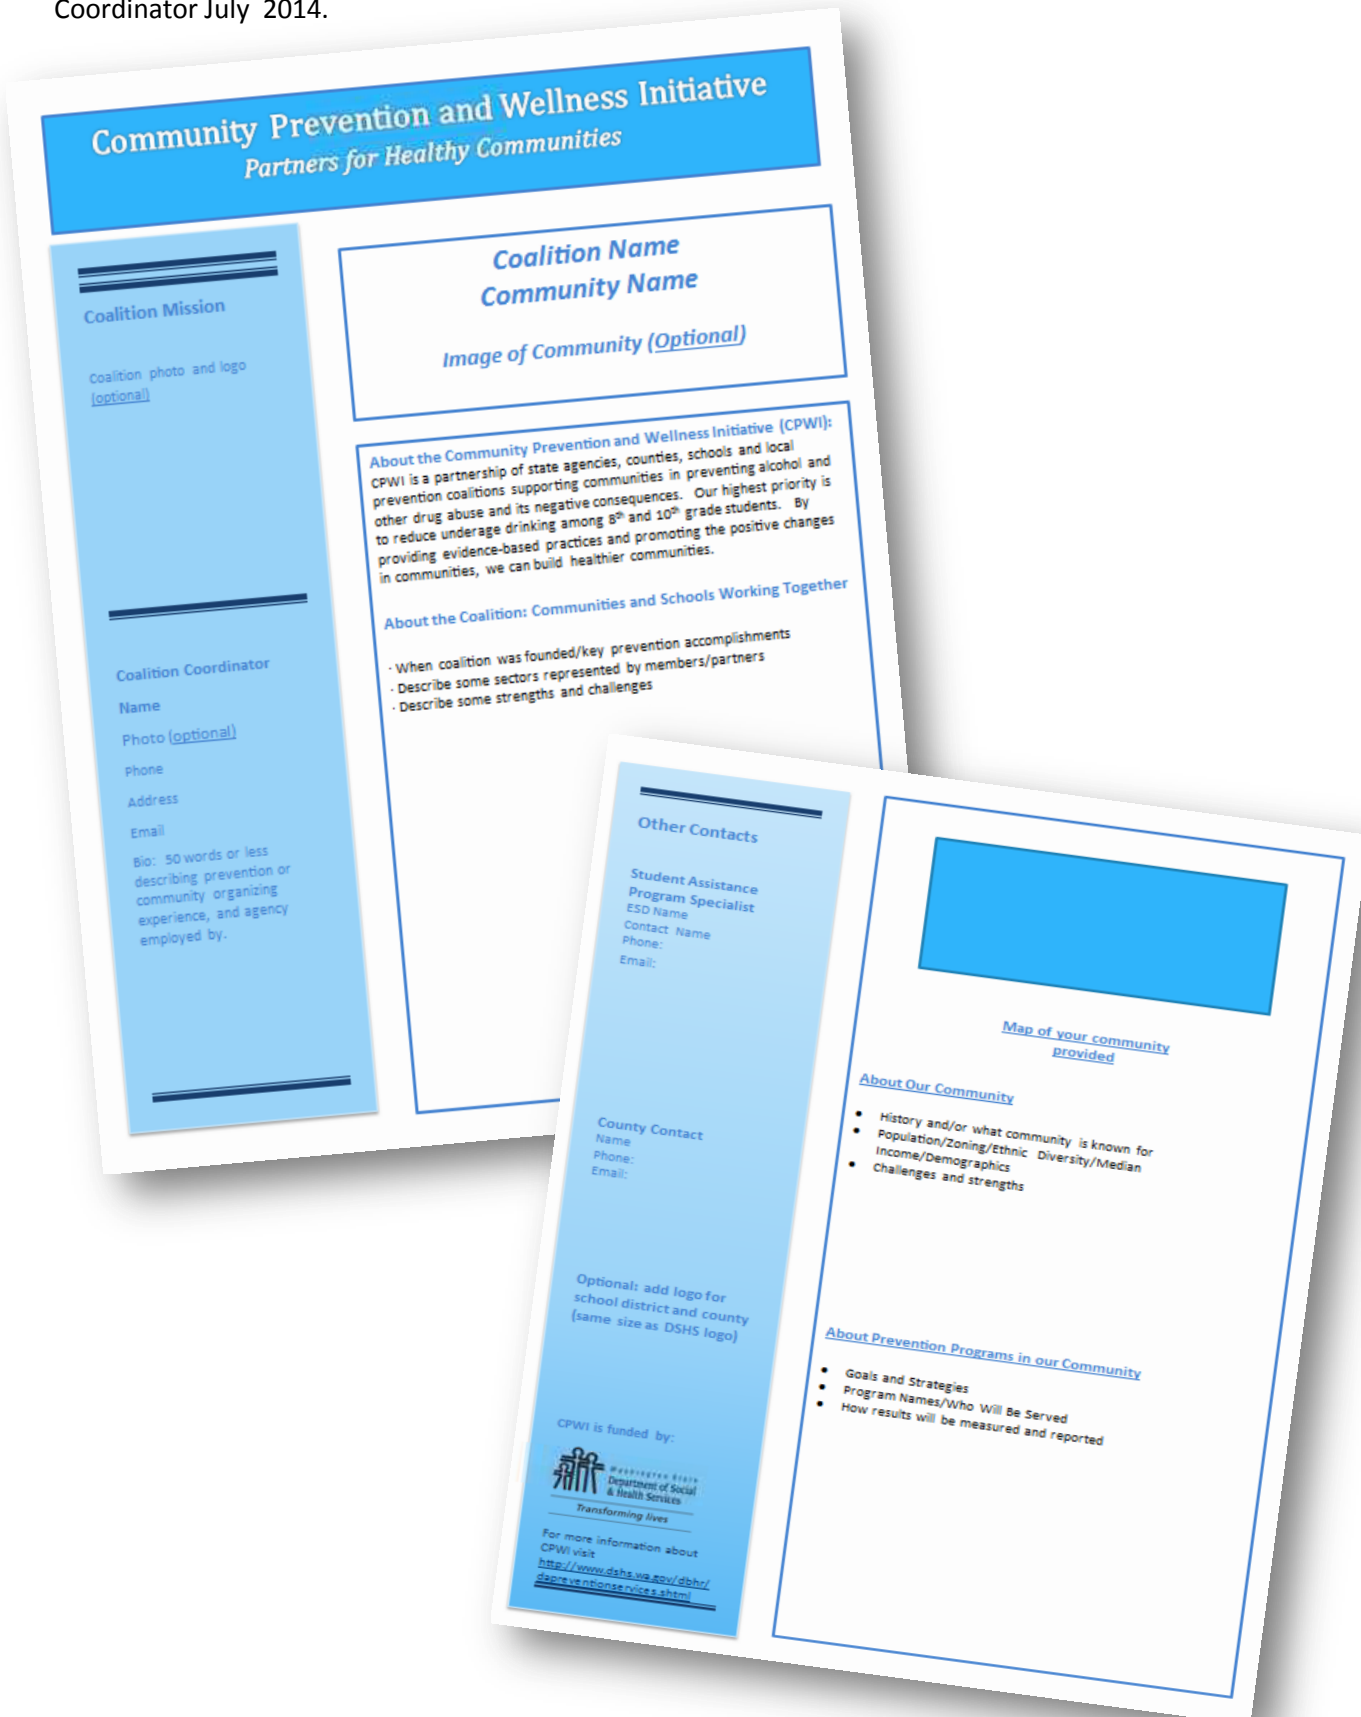 Coordinator July 2014.
Community Prevention and Wellness Initiative
Partners for Healthy Communities
Coalition Mission
Coalition photo and logo
(optional)
Coalition Coordinator
Name
Photo (optional)
Phone
Address
Email
Bio: 50 words or less
describing prevention or
community organizing
experience, and agency
employed by.
Coalition Name
Community Name
Image of Community (Optional)
About the Community Prevention and Wellness Initiative (CPWI):
CPWI is a partnership of state agencies, counties, schools and local
prevention coalitions supporting communities in preventing alcohol and
other drug abuse and its negative consequences. Our highest priority is
to reduce underage drinking among 8th and 10th grade students. By
providing evidence-based practices and promoting the positive changes
in communities, we can build healthier communities.
About the Coalition: Communities and Schools Working Together
· When coalition was founded/key prevention accomplishments
· Describe some sectors represented by members/partners
· Describe some strengths and challenges
Other Contacts
Student Assistance
Program Specialist
ESD Name
Contact Name
Phone:
Email:
County Contact
Name
Phone:
Email:
Optional: add logo for
school district and county
(same size as DSHS logo)
CPWI is funded by:
Washington State
Department of Social
& Health Services
Transforming lives
For more information about
CPWI visit
http://www.dshs.wa.gov/dbhr/
dapreventionservices.shtml
Map of your community
provided
About Our Community
• History and/or what community is known for
• Population/Zoning/Ethnic Diversity/Median
Income/Demographics
• Challenges and strengths
About Prevention Programs in our Community
• Goals and Strategies
• Program Names/Who Will Be Served
• How results will be measured and reported